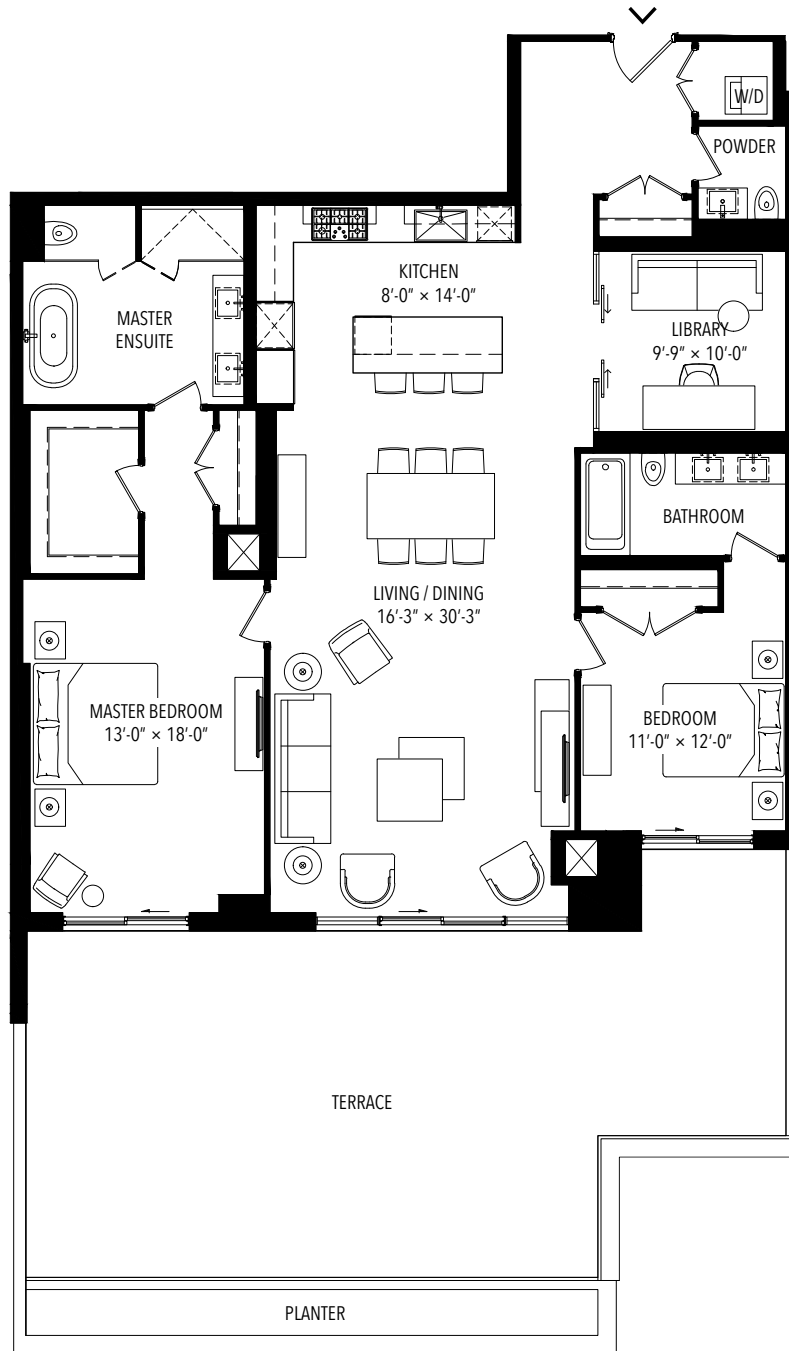 W/D
POWDER
KITCHEN
8'-0" × 14'-0"
MASTER
ENSUITE
LIBRARY
9'-9" × 10'-0"
BATHROOM
LIVING / DINING
16'-3" × 30'-3"
MASTER BEDROOM
13'-0" × 18'-0"
BEDROOM
11'-0" × 12'-0"
TERRACE
PLANTER